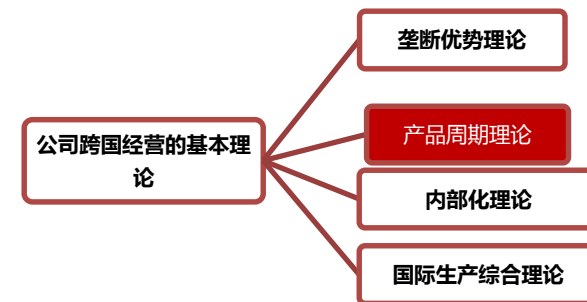 垄断优势理论
产品周期理论
公司跨国经营的基本理
论
内部化理论
国际生产综合理论